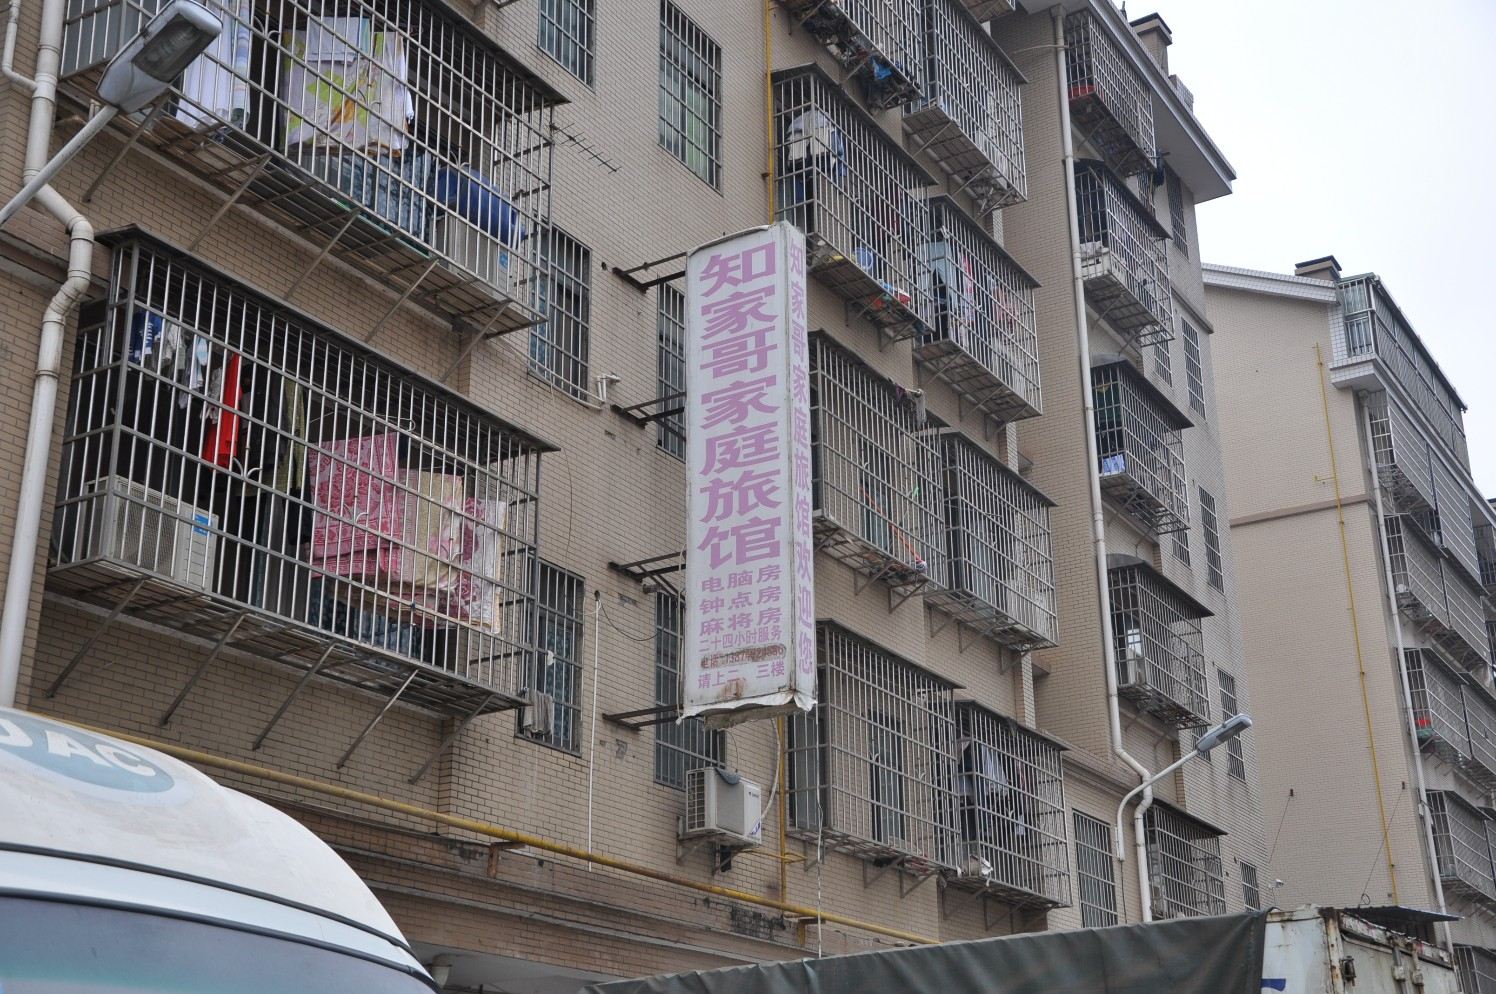 知家哥家庭旅馆
电脑房
钟点房
麻将房
二十四小时服务
请上二、三楼
知家哥家庭旅馆欢迎您
JAC